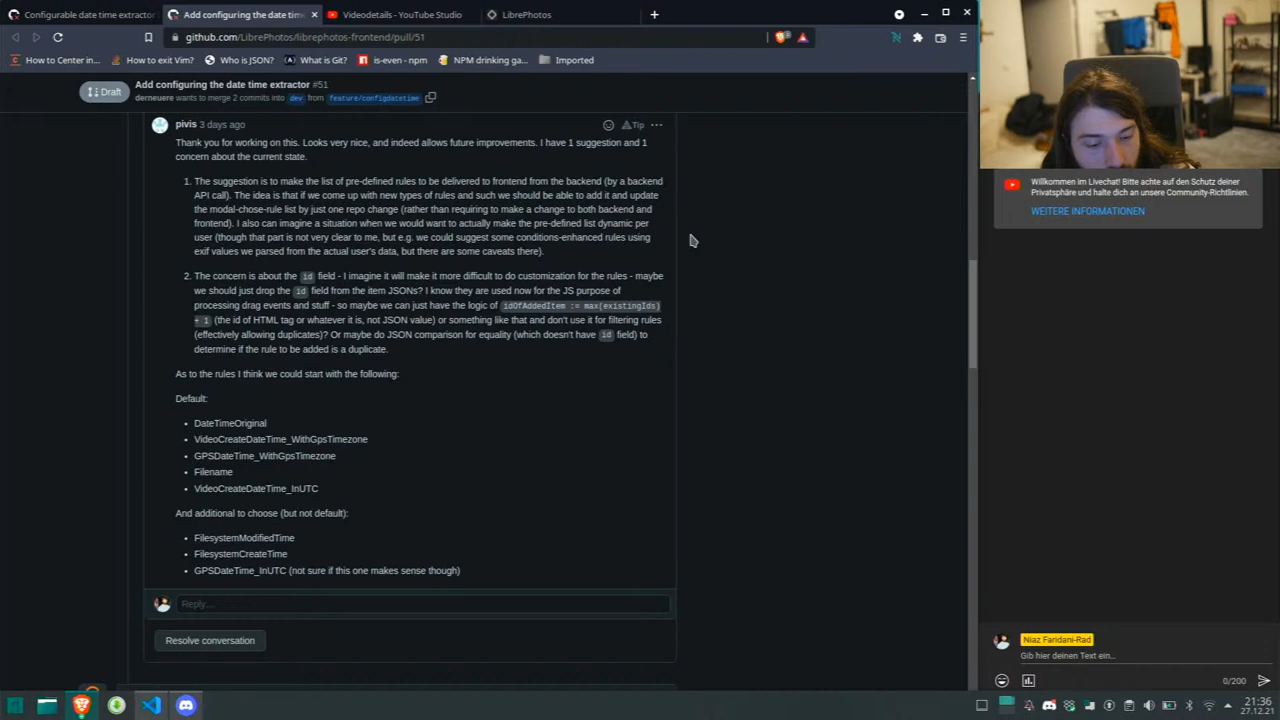 Configurable date time extractor
Add configuring the date time
Videodetails - YouTube Studio
LibrePhotos
github.com/LibrePhotos/librephotos-frontend/pull/51
How to Center in...
How to exit Vim?
Who is JSON?
What is Git?
is-even - npm
NPM drinking ga...
Imported
Draft
Add configuring the date time extractor #51
derneuere wants to merge 2 commits into dev from feature/configdatetime
pivis 3 days ago
Tip
Thank you for working on this. Looks very nice, and indeed allows future improvements. I have 1 suggestion and 1
concern about the current state.
1. The suggestion is to make the list of pre-defined rules to be delivered to frontend from the backend (by a backend
API call). The idea is that if we come up with new types of rules and such we should be able to add it and update
the modal-chose-rule list by just one repo change (rather than requiring to make a change to both backend and
frontend). I also can imagine a situation when we would want to actually make the pre-defined list dynamic per
user (though that part is not very clear to me, but e.g. we could suggest some conditions-enhanced rules using
exif values we parsed from the actual user's data, but there are some caveats there).
2. The concern is about the id field - I imagine it will make it more difficult to do customization for the rules - maybe
we should just drop the id field from the item JSONs? I know they are used now for the JS purpose of
processing drag events and stuff - so maybe we can just have the logic of idOfAddedItem := max(existingIds)
+ 1 (the id of HTML tag or whatever it is, not JSON value) or something like that and don't use it for filtering rules
(effectively allowing duplicates)? Or maybe do JSON comparison for equality (which doesn't have id field) to
determine if the rule to be added is a duplicate.
As to the rules I think we could start with the following:
Default:
• DateTimeOriginal
• VideoCreateDateTime_WithGpsTimezone
• GPSDateTime_WithGpsTimezone
• Filename
• VideoCreateDateTime_InUTC
And additional to choose (but not default):
• FilesystemModifiedTime
• FilesystemCreateTime
• GPSDateTime_InUTC (not sure if this one makes sense though)
Reply...
Resolve conversation
Willkommen im Livechat! Bitte achte auf den Schutz deiner
Privatsphäre und halte dich an unsere Community-Richtlinien.
WEITERE INFORMATIONEN
Niaz Faridani-Rad
Gib hier deinen Text ein...
0/200
21:36
27.12.21